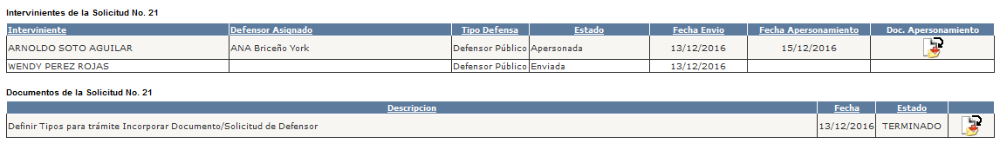 Intervinientes de la Solicitud No. 21
Interviniente Defensor Asignado Tipo Defensa Estado Fecha Envio Fecha Apersonamiento Doc. Apersonamiento
ARNOLDO SOTO AGUILAR ANA Briceño York Defensor Público Apersonada 13/12/2016 15/12/2016
WENDY PEREZ ROJAS Defensor Público Enviada 13/12/2016
Documentos de la Solicitud No. 21
Descripcion Fecha Estado
Definir Tipos para trámite Incorporar Documento/Solicitud de Defensor 13/12/2016 TERMINADO